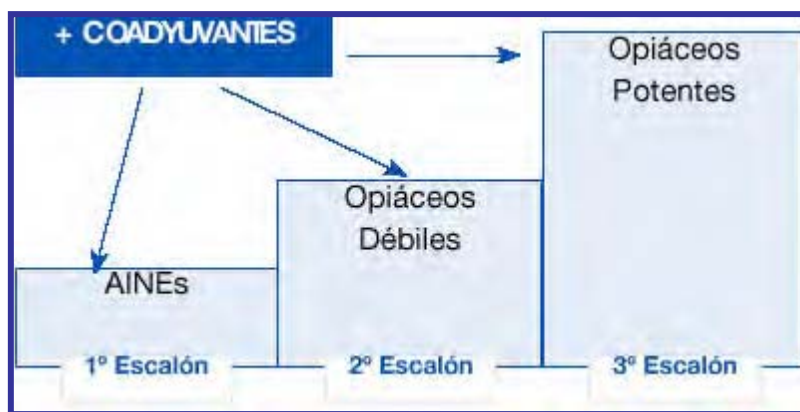 + COADYUVANTES
Opiáceos
Potentes
Opiáceos
Débiles
AINEs
1º Escalón
2º Escalón
3º Escalón